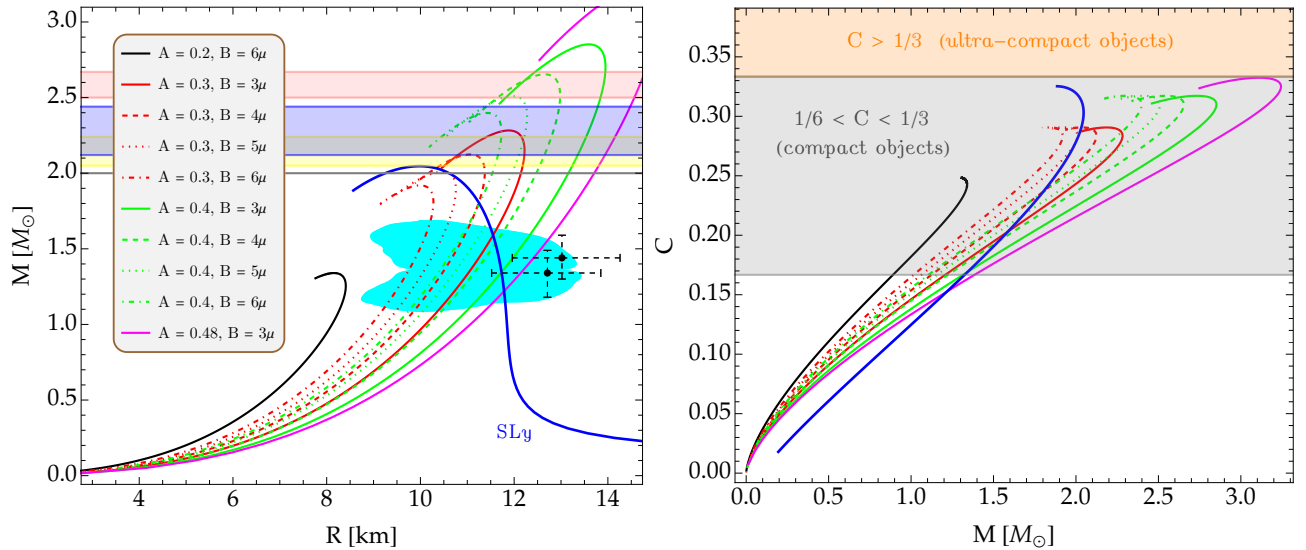 3.0
2.5
2.0
1.5
1.0
0.5
0.0
M [M⊙]
A = 0.2, B = 6μ
A = 0.3, B = 3μ
A = 0.3, B = 4μ
A = 0.3, B = 5μ
A = 0.3, B = 6μ
A = 0.4, B = 3μ
A = 0.4, B = 4μ
A = 0.4, B = 5μ
A = 0.4, B = 6μ
A = 0.48, B = 3μ
SLy
4 6 8 10 12 14
R [km]
0.35
0.30
0.25
0.20
0.15
0.10
0.05
0.00
C
C > 1/3 (ultra−compact objects)
1/6 < C < 1/3
(compact objects)
0.0 0.5 1.0 1.5 2.0 2.5 3.0
M [M⊙]